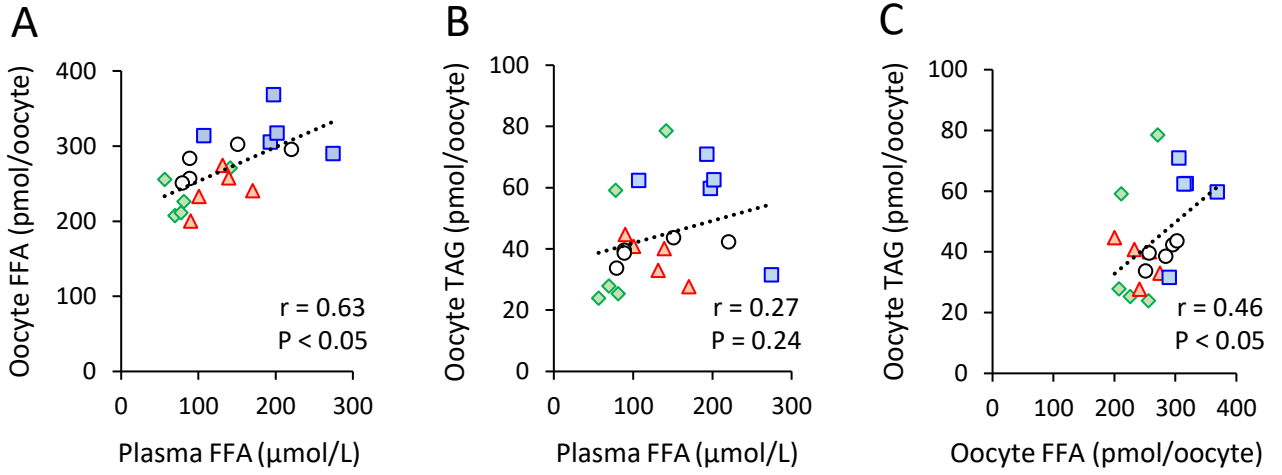 A
Oocyte FFA (pmol/oocyte)
400
300
200
100
0
r = 0.63
P < 0.05
0 100 200 300
Plasma FFA (μmol/L)
B
Oocyte TAG (pmol/oocyte)
100
80
60
40
20
0
r = 0.27
P = 0.24
0 100 200 300
Plasma FFA (μmol/L)
C
Oocyte TAG (pmol/oocyte)
100
80
60
40
20
0
r = 0.46
P < 0.05
0 100 200 300 400
Oocyte FFA (pmol/oocyte)